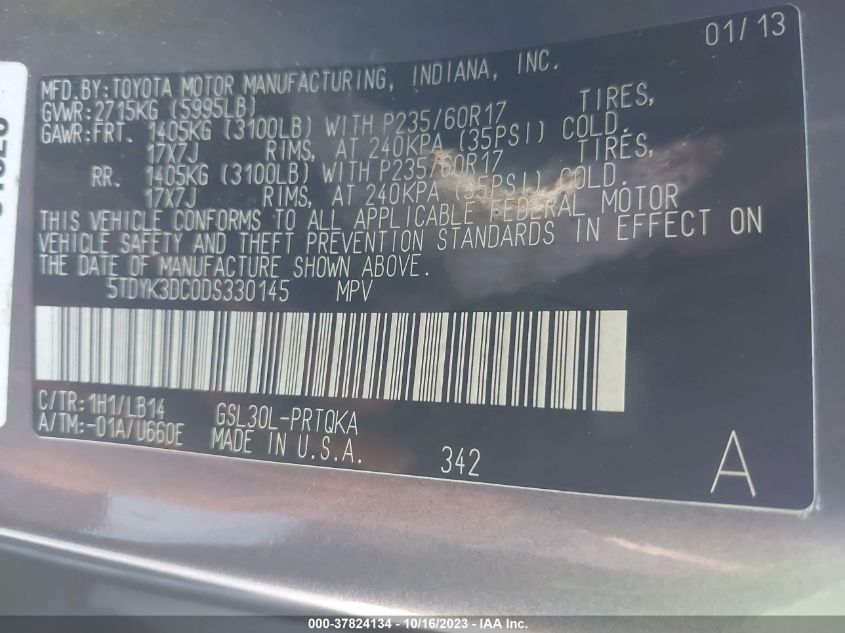 01/13
MFD.BY:TOYOTA MOTOR MANUFACTURING, INDIANA, INC.
GVWR:2715KG (5995LB)
GAWR:FRT. 1405KG (3100LB) WITH P235/60R17 TIRES,
17X7J RIMS, AT 240KPA (35PSI) COLD.
RR. 1405KG (3100LB) WITH P235/60R17 TIRES,
17X7J RIMS, AT 240KPA (35PSI) COLD.
THIS VEHICLE CONFORMS TO ALL APPLICABLE FEDERAL MOTOR
VEHICLE SAFETY AND THEFT PREVENTION STANDARDS IN EFFECT ON
THE DATE OF MANUFACTURE SHOWN ABOVE.
5TDYK3DC0DS330145 MPV
C/TR:1H1/LB14 GSL30L-PRTQKA
A/TM:-01A/U660E MADE IN U.S.A.
342
A
000-37824134 - 10/16/2023 - IAA Inc.